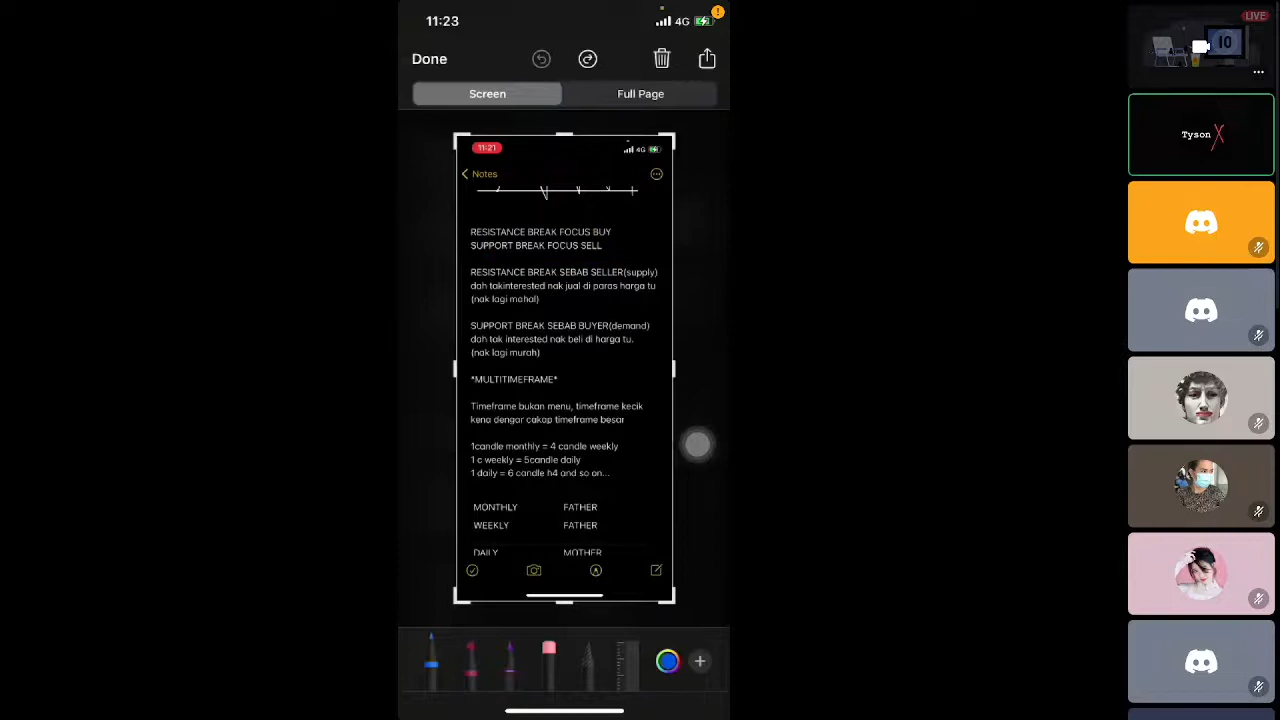 11:23
4G
LIVE
Done
10
Screen
Full Page
Tyson X
11:21
4G
Notes
RESISTANCE BREAK FOCUS BUY
SUPPORT BREAK FOCUS SELL
RESISTANCE BREAK SEBAB SELLER(supply)
dah takinterested nak jual di paras harga tu
(nak lagi mahal)
SUPPORT BREAK SEBAB BUYER(demand)
dah tak interested nak beli di harga tu.
(nak lagi murah)
*MULTITIMEFRAME*
Timeframe bukan menu, timeframe kecik
kena dengar cakap timeframe besar
1candle monthly = 4 candle weekly
1 c weekly = 5candle daily
1 daily = 6 candle h4 and so on...
MONTHLY FATHER
WEEKLY FATHER
DAILY MOTHER